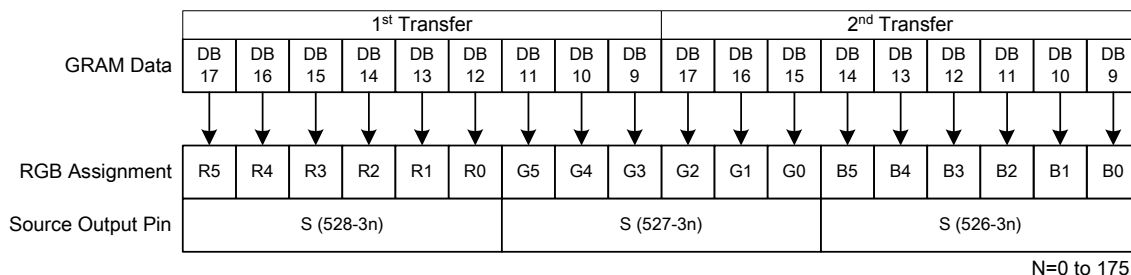 1st Transfer 2nd Transfer
GRAM Data DB 17 DB 16 DB 15 DB 14 DB 13 DB 12 DB 11 DB 10 DB 9 DB 17 DB 16 DB 15 DB 14 DB 13 DB 12 DB 11 DB 10 DB 9
RGB Assignment R5 R4 R3 R2 R1 R0 G5 G4 G3 G2 G1 G0 B5 B4 B3 B2 B1 B0
Source Output Pin S (528-3n) S (527-3n) S (526-3n)
N=0 to 175